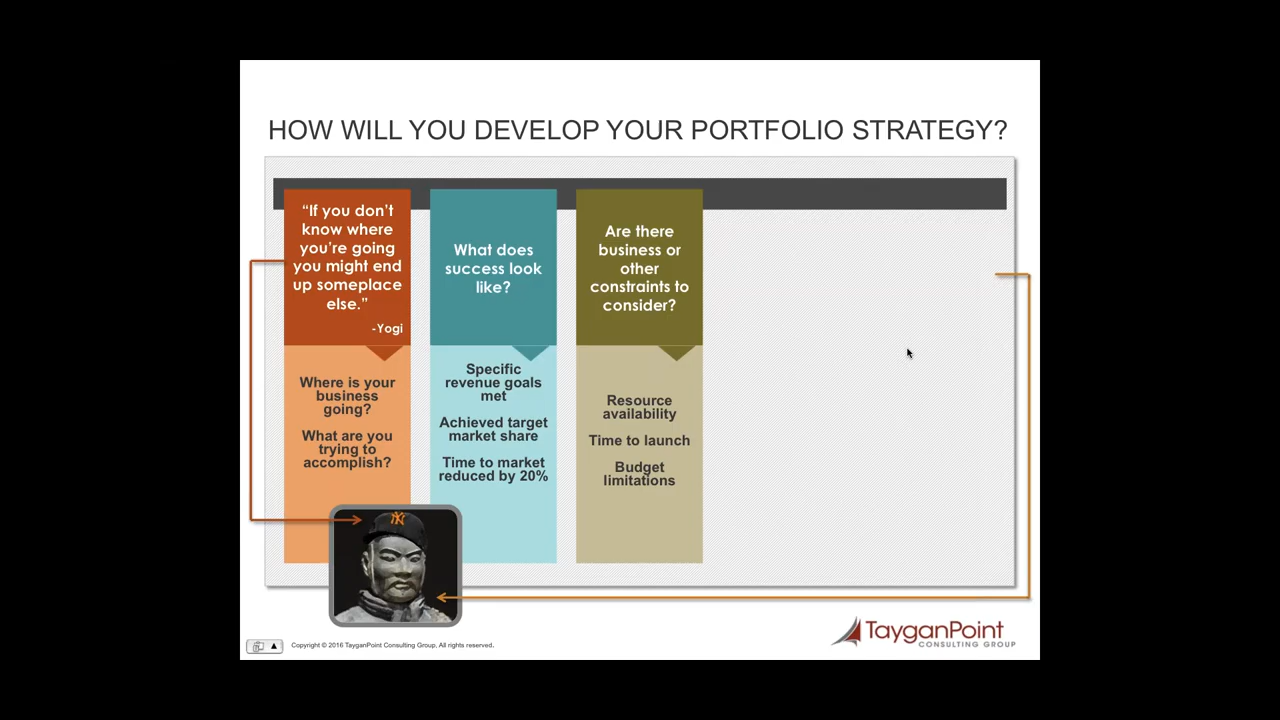 HOW WILL YOU DEVELOP YOUR PORTFOLIO STRATEGY?
“If you don’t
know where
you’re going
you might end
up someplace
else.”
-Yogi
Where is your
business
going?
What are you
trying to
accomplish?
What does
success look
like?
Specific
revenue goals
met
Achieved target
market share
Time to market
reduced by 20%
Are there
business or
other
constraints to
consider?
Resource
availability
Time to launch
Budget
limitations
NY
TayganPoint
CONSULTING GROUP
Copyright © 2016 TayganPoint Consulting Group, All rights reserved.